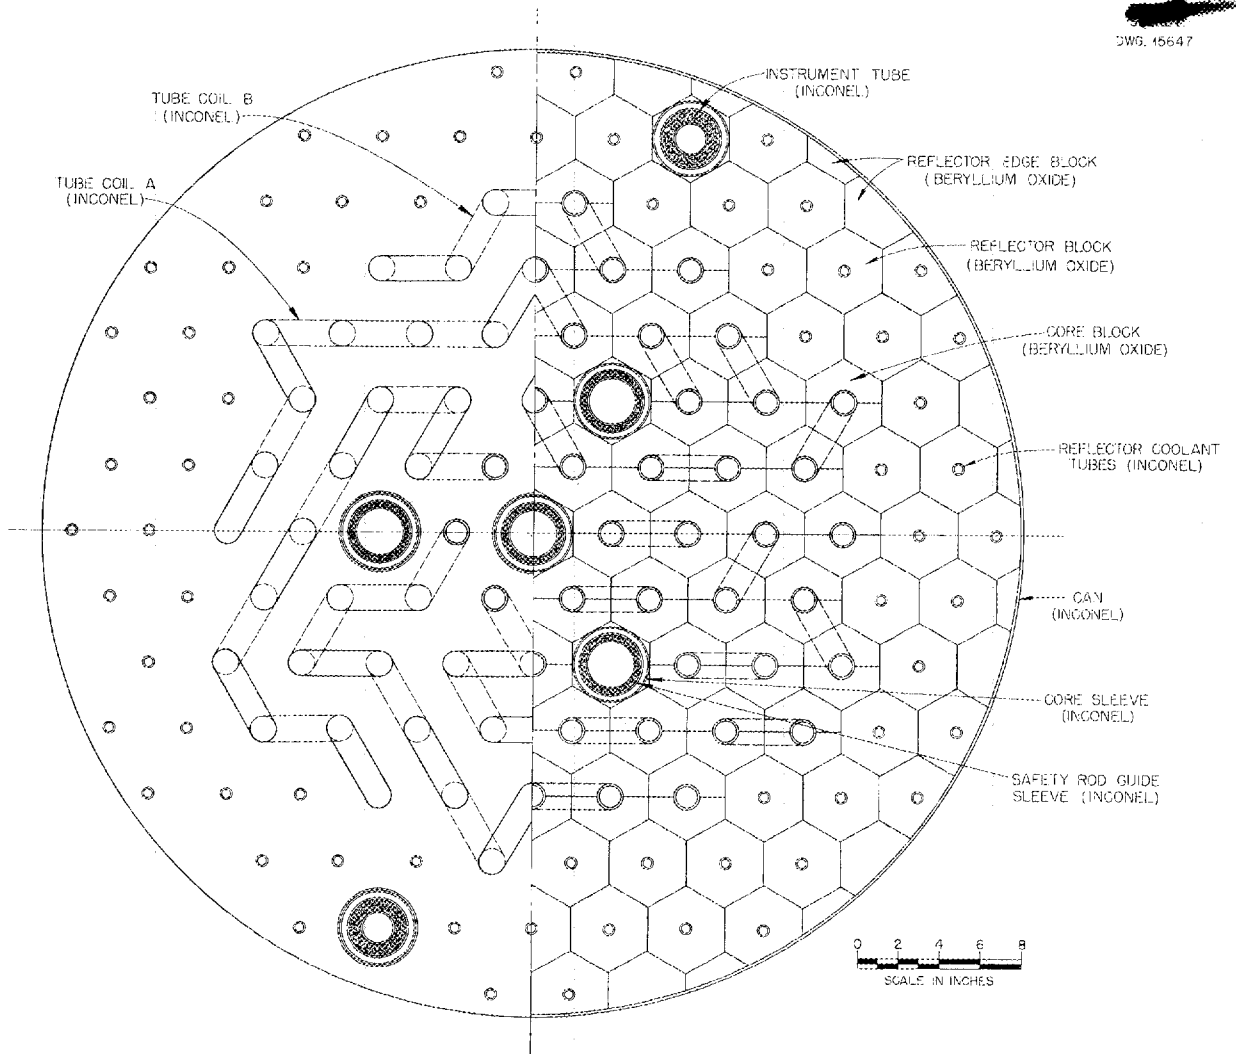 DWG. 15647
INSTRUMENT TUBE
(INCONEL)
TUBE COIL B
(INCONEL)
REFLECTOR EDGE BLOCK
(BERYLLIUM OXIDE)
TUBE COIL A
(INCONEL)
REFLECTOR BLOCK
(BERYLLIUM OXIDE)
CORE BLOCK
(BERYLLIUM OXIDE)
REFLECTOR COOLANT
TUBES (INCONEL)
CAN
(INCONEL)
CORE SLEEVE
(INCONEL)
SAFETY ROD GUIDE
SLEEVE (INCONEL)
0 2 4 6 8
SCALE IN INCHES